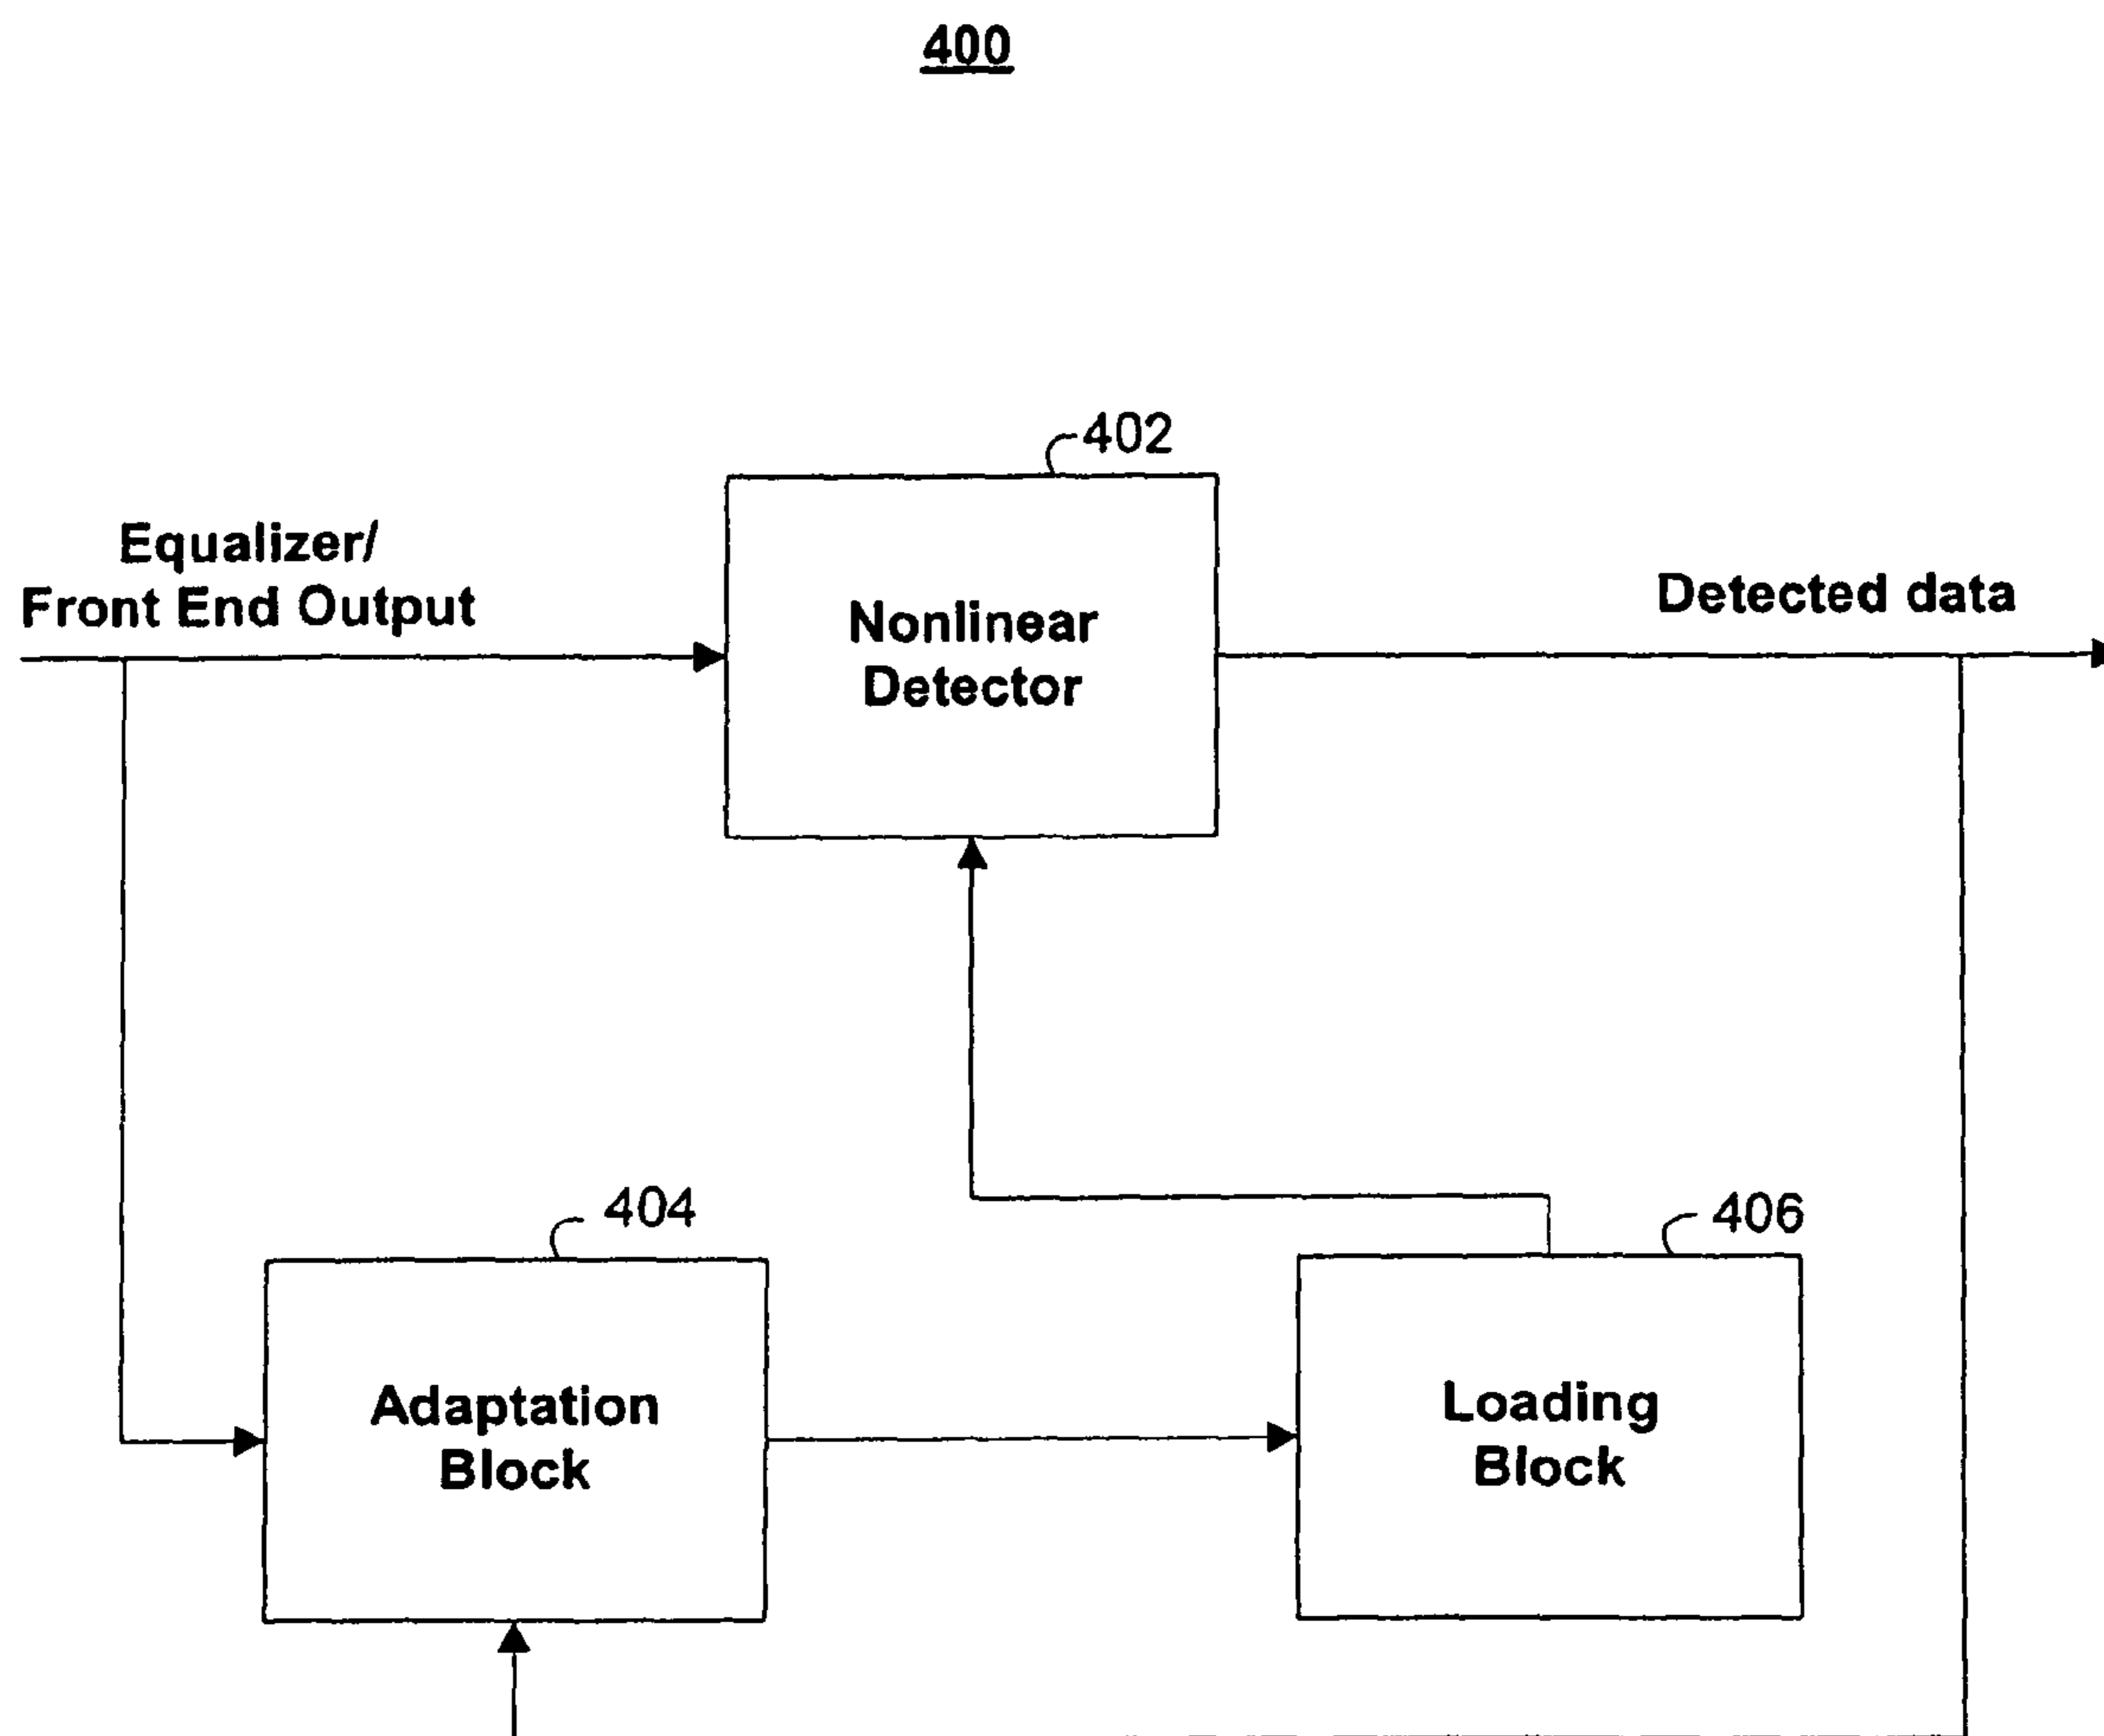 400
402
Equalizer/
Front End Output
Nonlinear
Detector
Detected data
404
406
Adaptation
Block
Loading
Block